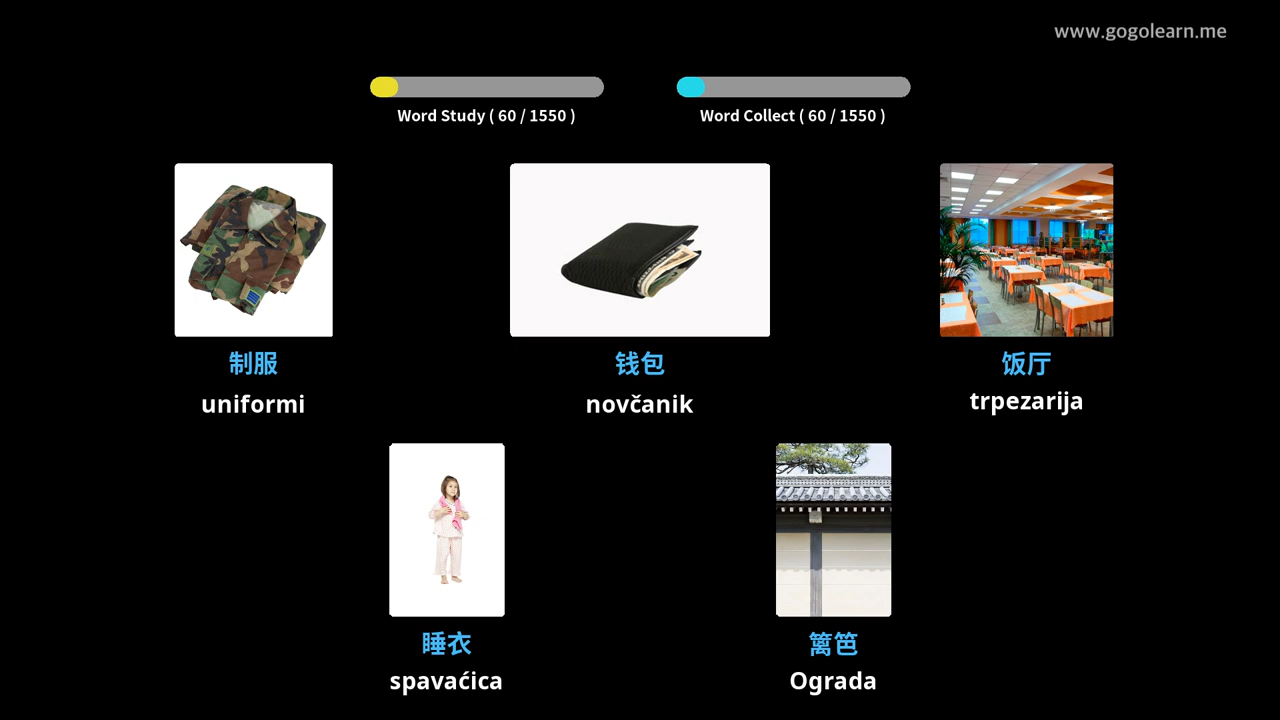 www.gogolearn.me
Word Study ( 60 / 1550 )
Word Collect ( 60 / 1550 )
制服
钱包
饭厅
uniformi
novčanik
trpezarija
睡衣
篱笆
spavaćica
Ograda